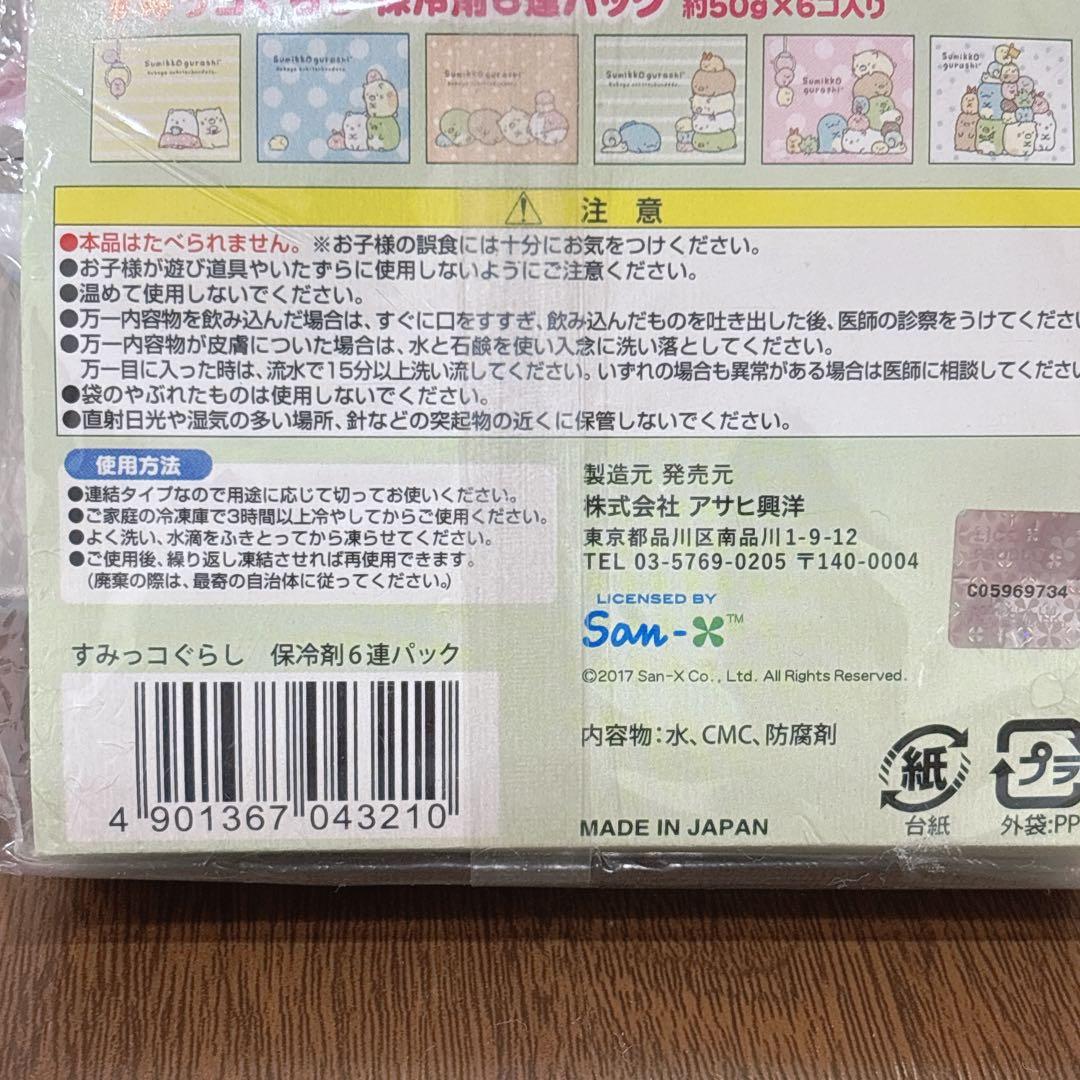 っコぐらし 保冷剤6連パック 約50g×6コ入り
Sumikkogurashi
Sumikkogurashi
Sumikkogurashi
Sumikkogurashi
Sumikko gurashi
Sumikko gurashi
注 意
●本品はたべられません。※お子様の誤食には十分にお気をつけください。
●お子様が遊び道具やいたずらに使用しないようにご注意ください。
●温めて使用しないでください。
●万一内容物を飲み込んだ場合は、すぐに口をすすぎ、飲み込んだものを吐き出した後、医師の診察をうけてくださ
●万一内容物が皮膚についた場合は、水と石鹸を使い入念に洗い落としてください。
万一目に入った時は、流水で15分以上洗い流してください。いずれの場合も異常がある場合は医師に相談してくださ
●袋のやぶれたものは使用しないでください。
●直射日光や湿気の多い場所、針などの突起物の近くに保管しないでください。
使用方法
●連結タイプなので用途に応じて切ってお使いください。
●ご家庭の冷凍庫で3時間以上冷やしてからご使用ください。
●よく洗い、水滴をふきとってから凍らせてください。
●ご使用後、繰り返し凍結させれば再使用できます。
(廃棄の際は、最寄の自治体に従ってください。)
製造元 発売元
株式会社 アサヒ興洋
東京都品川区南品川1-9-12
TEL 03-5769-0205 〒140-0004
LICENSED BY
San-X™
©2017 San-X Co., Ltd. All Rights Reserved.
C05969734
すみっコぐらし 保冷剤6連パック
4 901367 043210
内容物:水、CMC、防腐剤
MADE IN JAPAN
紙
台紙
プラ
外袋:PP